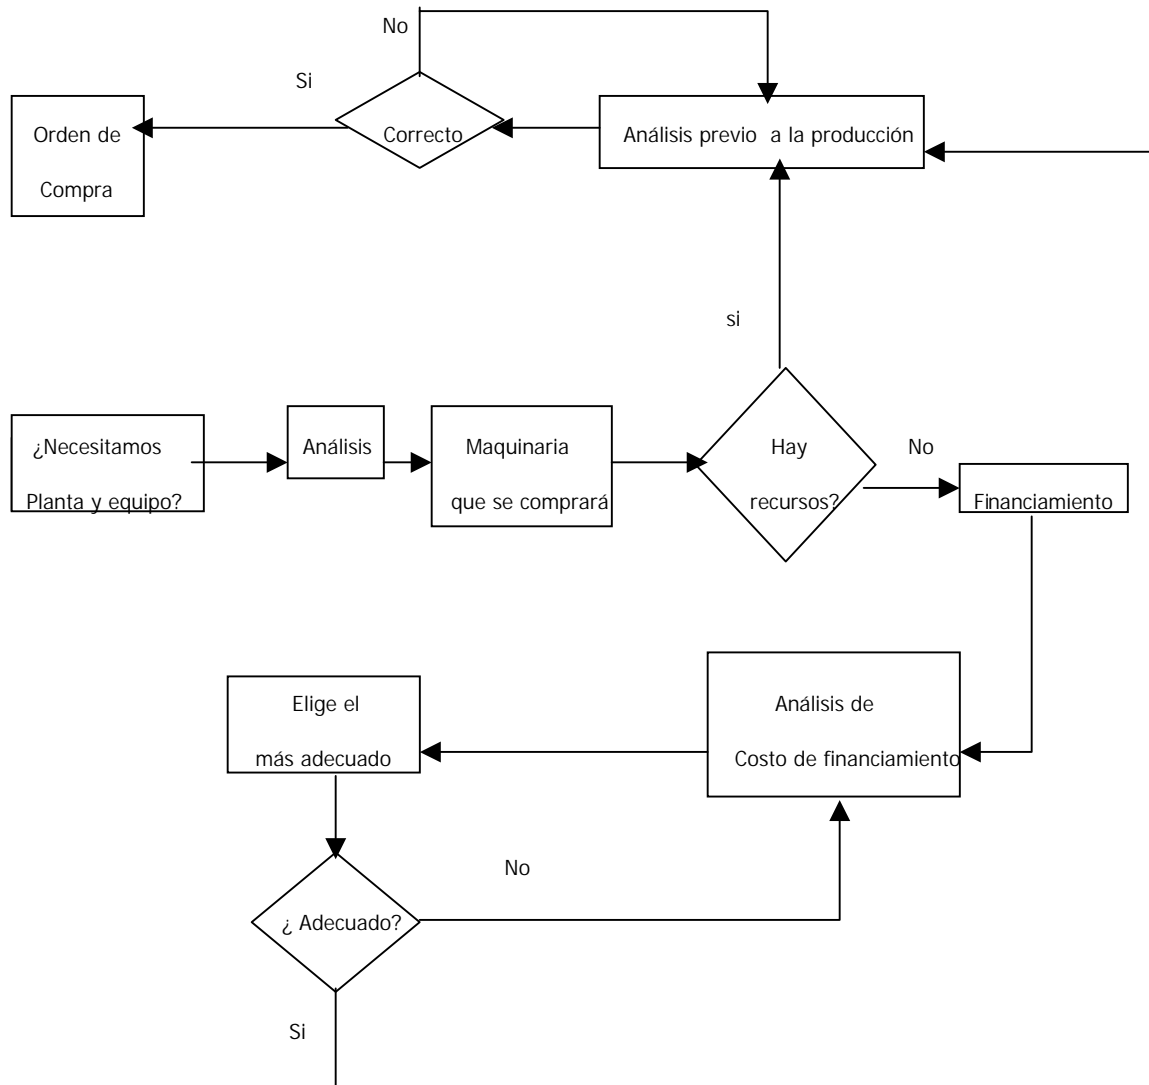 No
Si
Orden de
Compra
Correcto
Análisis previo a la producción
si
¿Necesitamos
Planta y equipo?
Análisis
Maquinaria
que se comprará
Hay
recursos?
No
Financiamiento
Elige el
más adecuado
Análisis de
Costo de financiamiento
No
¿ Adecuado?
Si